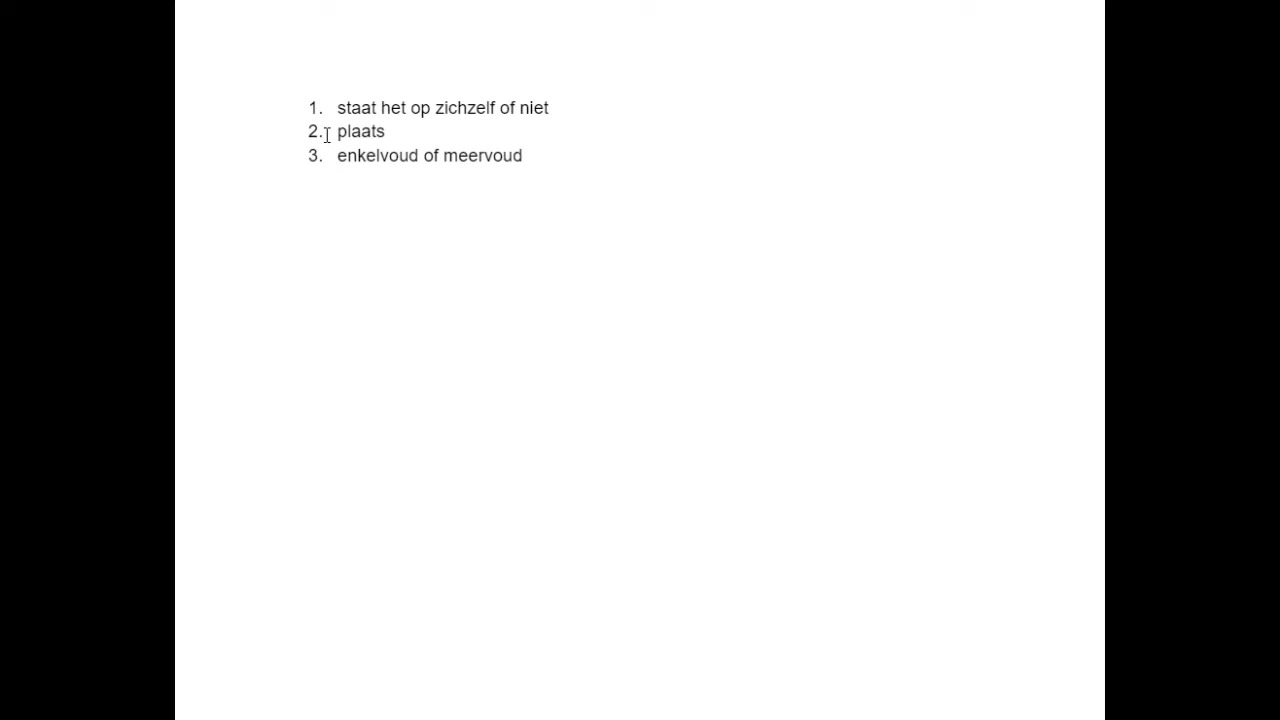 1. staat het op zichzelf of niet
2. plaats
3. enkelvoud of meervoud